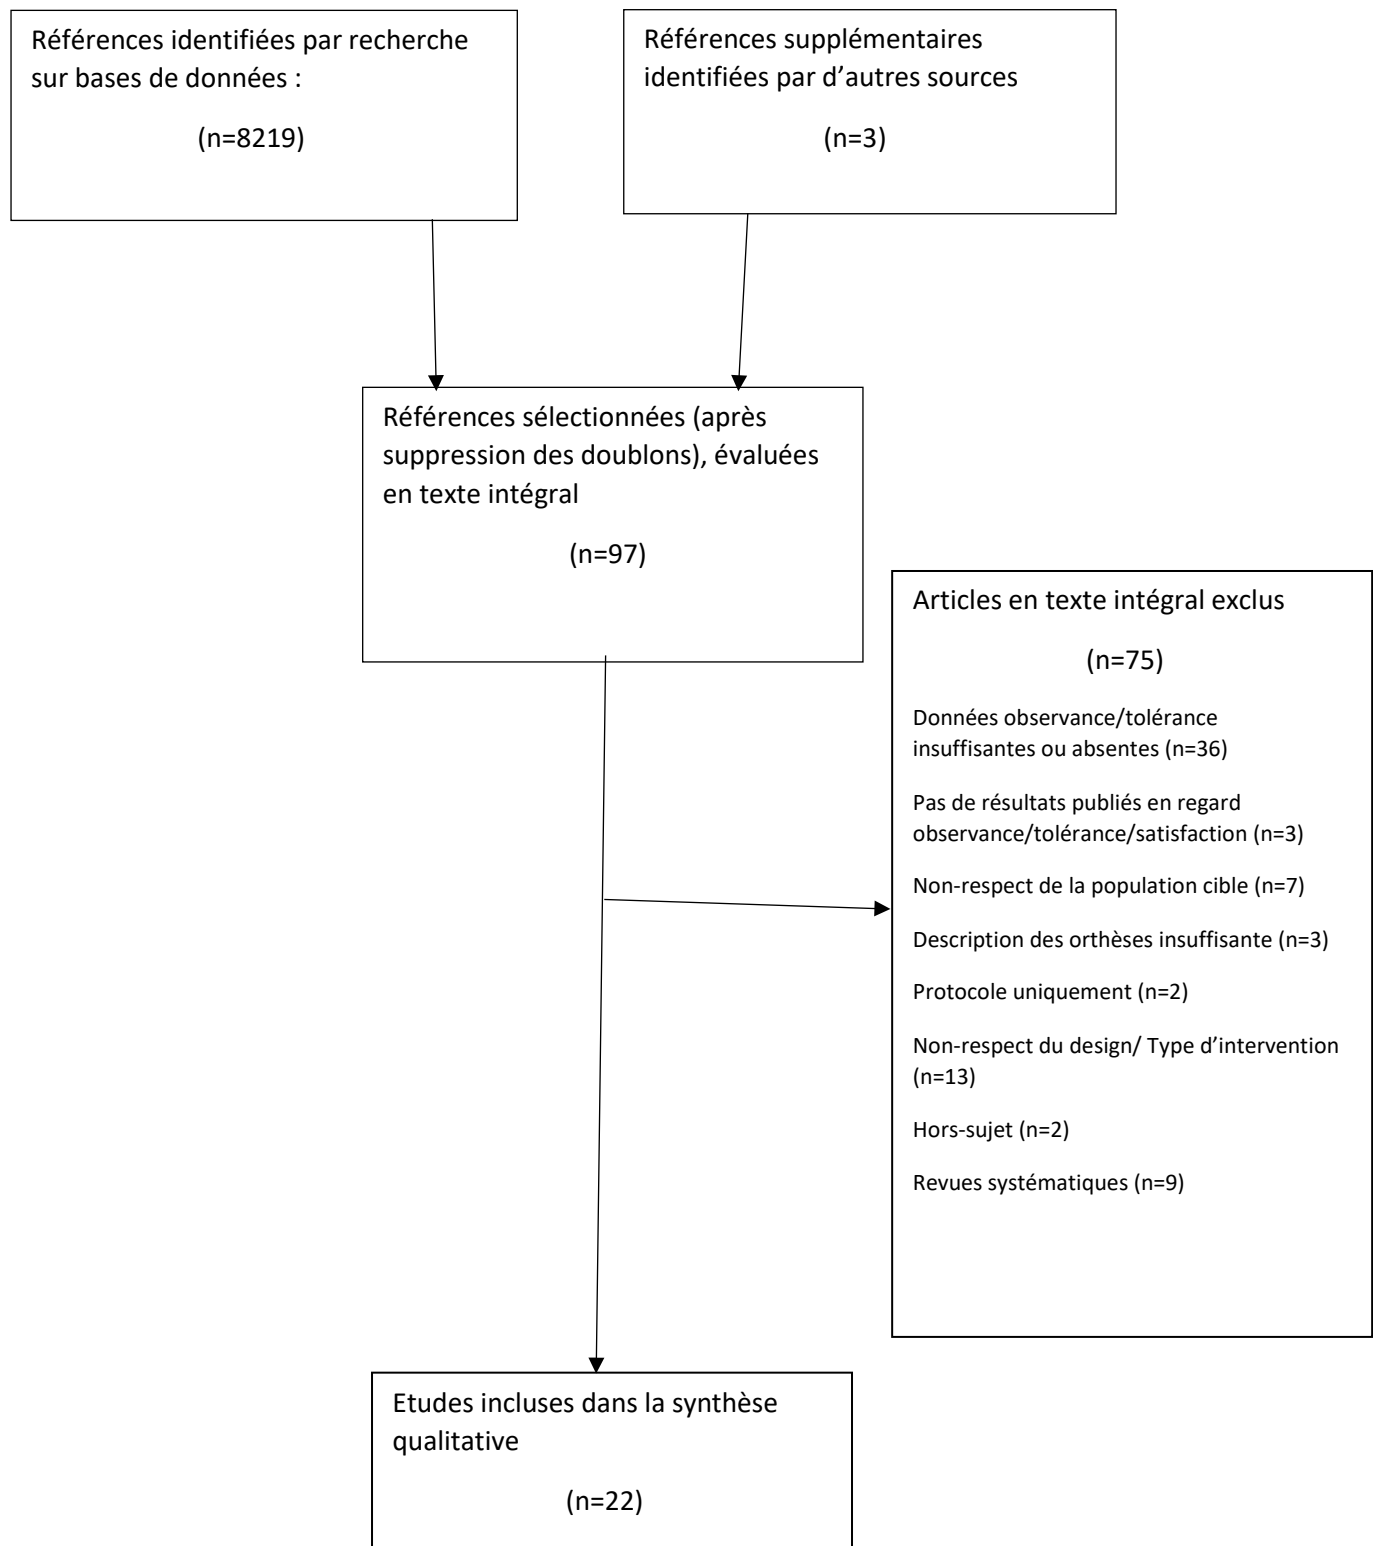 Références identifiées par recherche
sur bases de données :
(n=8219)
Références supplémentaires
identifiées par d’autres sources
(n=3)
Références sélectionnées (après
suppression des doublons), évaluées
en texte intégral
(n=97)
Articles en texte intégral exclus
(n=75)
Données observance/tolérance
insuffisantes ou absentes (n=36)
Pas de résultats publiés en regard
observance/tolérance/satisfaction (n=3)
Non-respect de la population cible (n=7)
Description des orthèses insuffisante (n=3)
Protocole uniquement (n=2)
Non-respect du design/ Type d’intervention
(n=13)
Hors-sujet (n=2)
Revues systématiques (n=9)
Etudes incluses dans la synthèse
qualitative
(n=22)